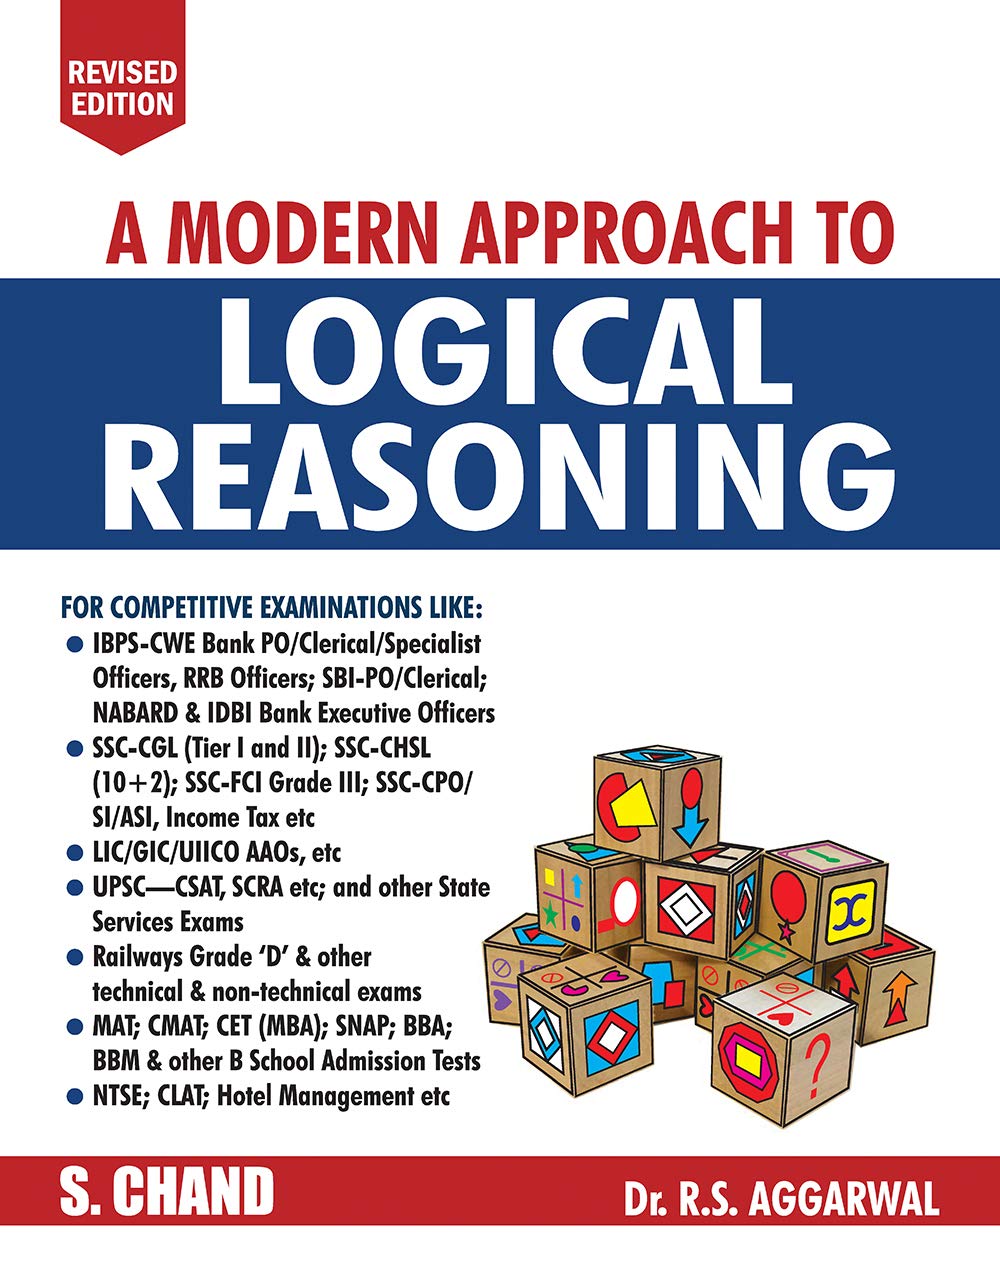 REVISED
EDITION
A MODERN APPROACH TO
LOGICAL
REASONING
FOR COMPETITIVE EXAMINATIONS LIKE:
● IBPS-CWE Bank PO/Clerical/Specialist
Officers, RRB Officers; SBI-PO/Clerical;
NABARD & IDBI Bank Executive Officers
● SSC-CGL (Tier I and II); SSC-CHSL
(10+2); SSC-FCI Grade III; SSC-CPO/
SI/ASI, Income Tax etc
● LIC/GIC/UIICO AAOs, etc
● UPSC—CSAT, SCRA etc; and other State
Services Exams
● Railways Grade ‘D’ & other
technical & non-technical exams
● MAT; CMAT; CET (MBA); SNAP; BBA;
BBM & other B School Admission Tests
● NTSE; CLAT; Hotel Management etc
?
S. CHAND
Dr. R.S. AGGARWAL